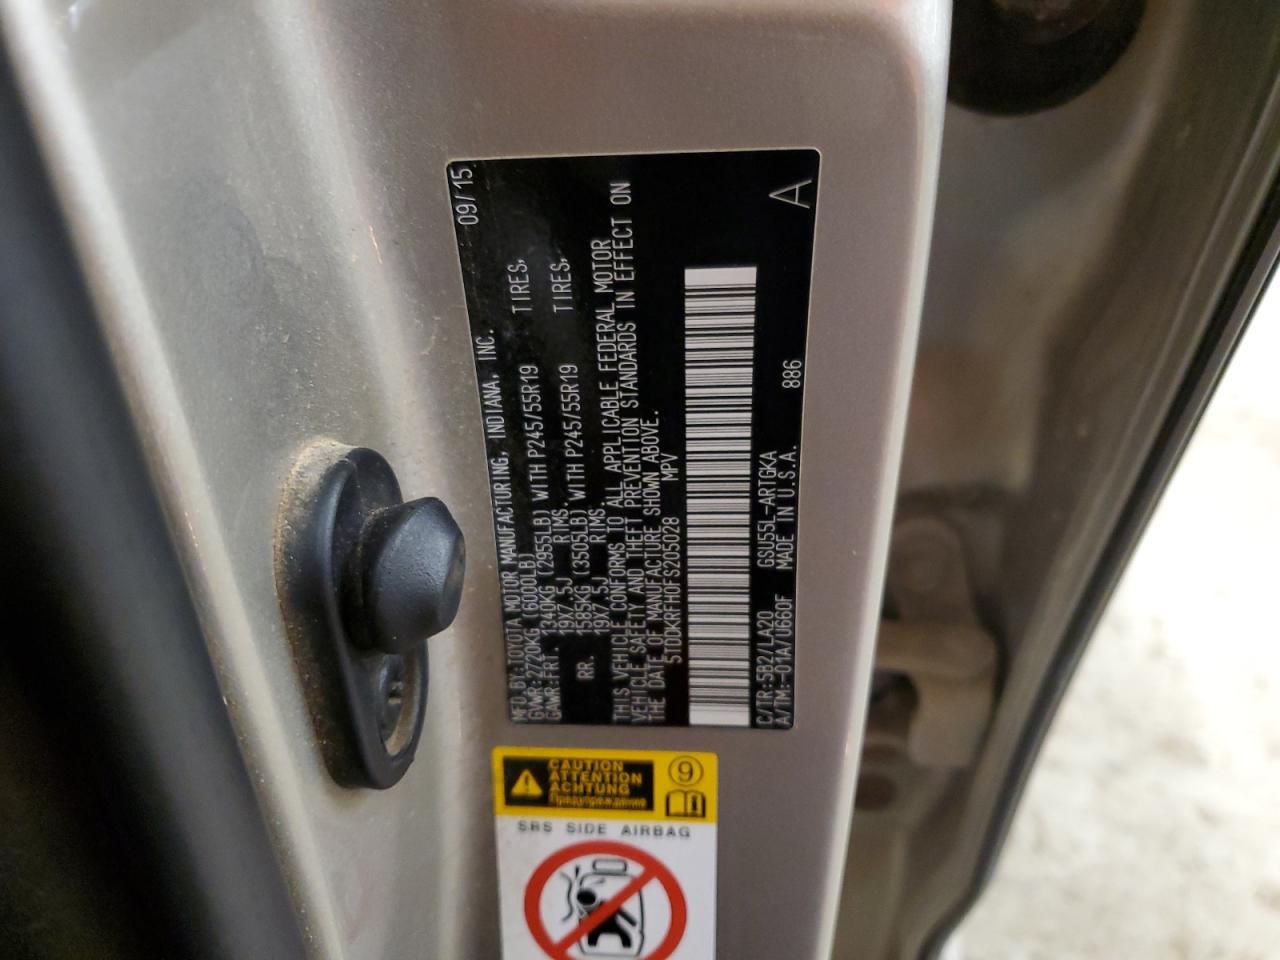 09/15
MFD.BY:TOYOTA MOTOR MANUFACTURING, INDIANA, INC.
GVWR:2720KG (6000LB)
GAWR:FRT. 1340KG (2955LB) WITH P245/55R19 TIRES,
19X7.5J RIMS,
RR. 1585KG (3505LB) WITH P245/55R19 TIRES,
19X7.5J RIMS.
THIS VEHICLE CONFORMS TO ALL APPLICABLE FEDERAL MOTOR
VEHICLE SAFETY AND THEFT PREVENTION STANDARDS IN EFFECT ON
THE DATE OF MANUFACTURE SHOWN ABOVE.
5TDDKRFH0FS205028 MPV
C/TR:5B2/LA20 GSU55L-ARTGKA
A/TM:-01A/U660F MADE IN U.S.A. 886
A
CAUTION
ATTENTION
ACHTUNG
Предупреждение
9
SRS SIDE AIRBAG